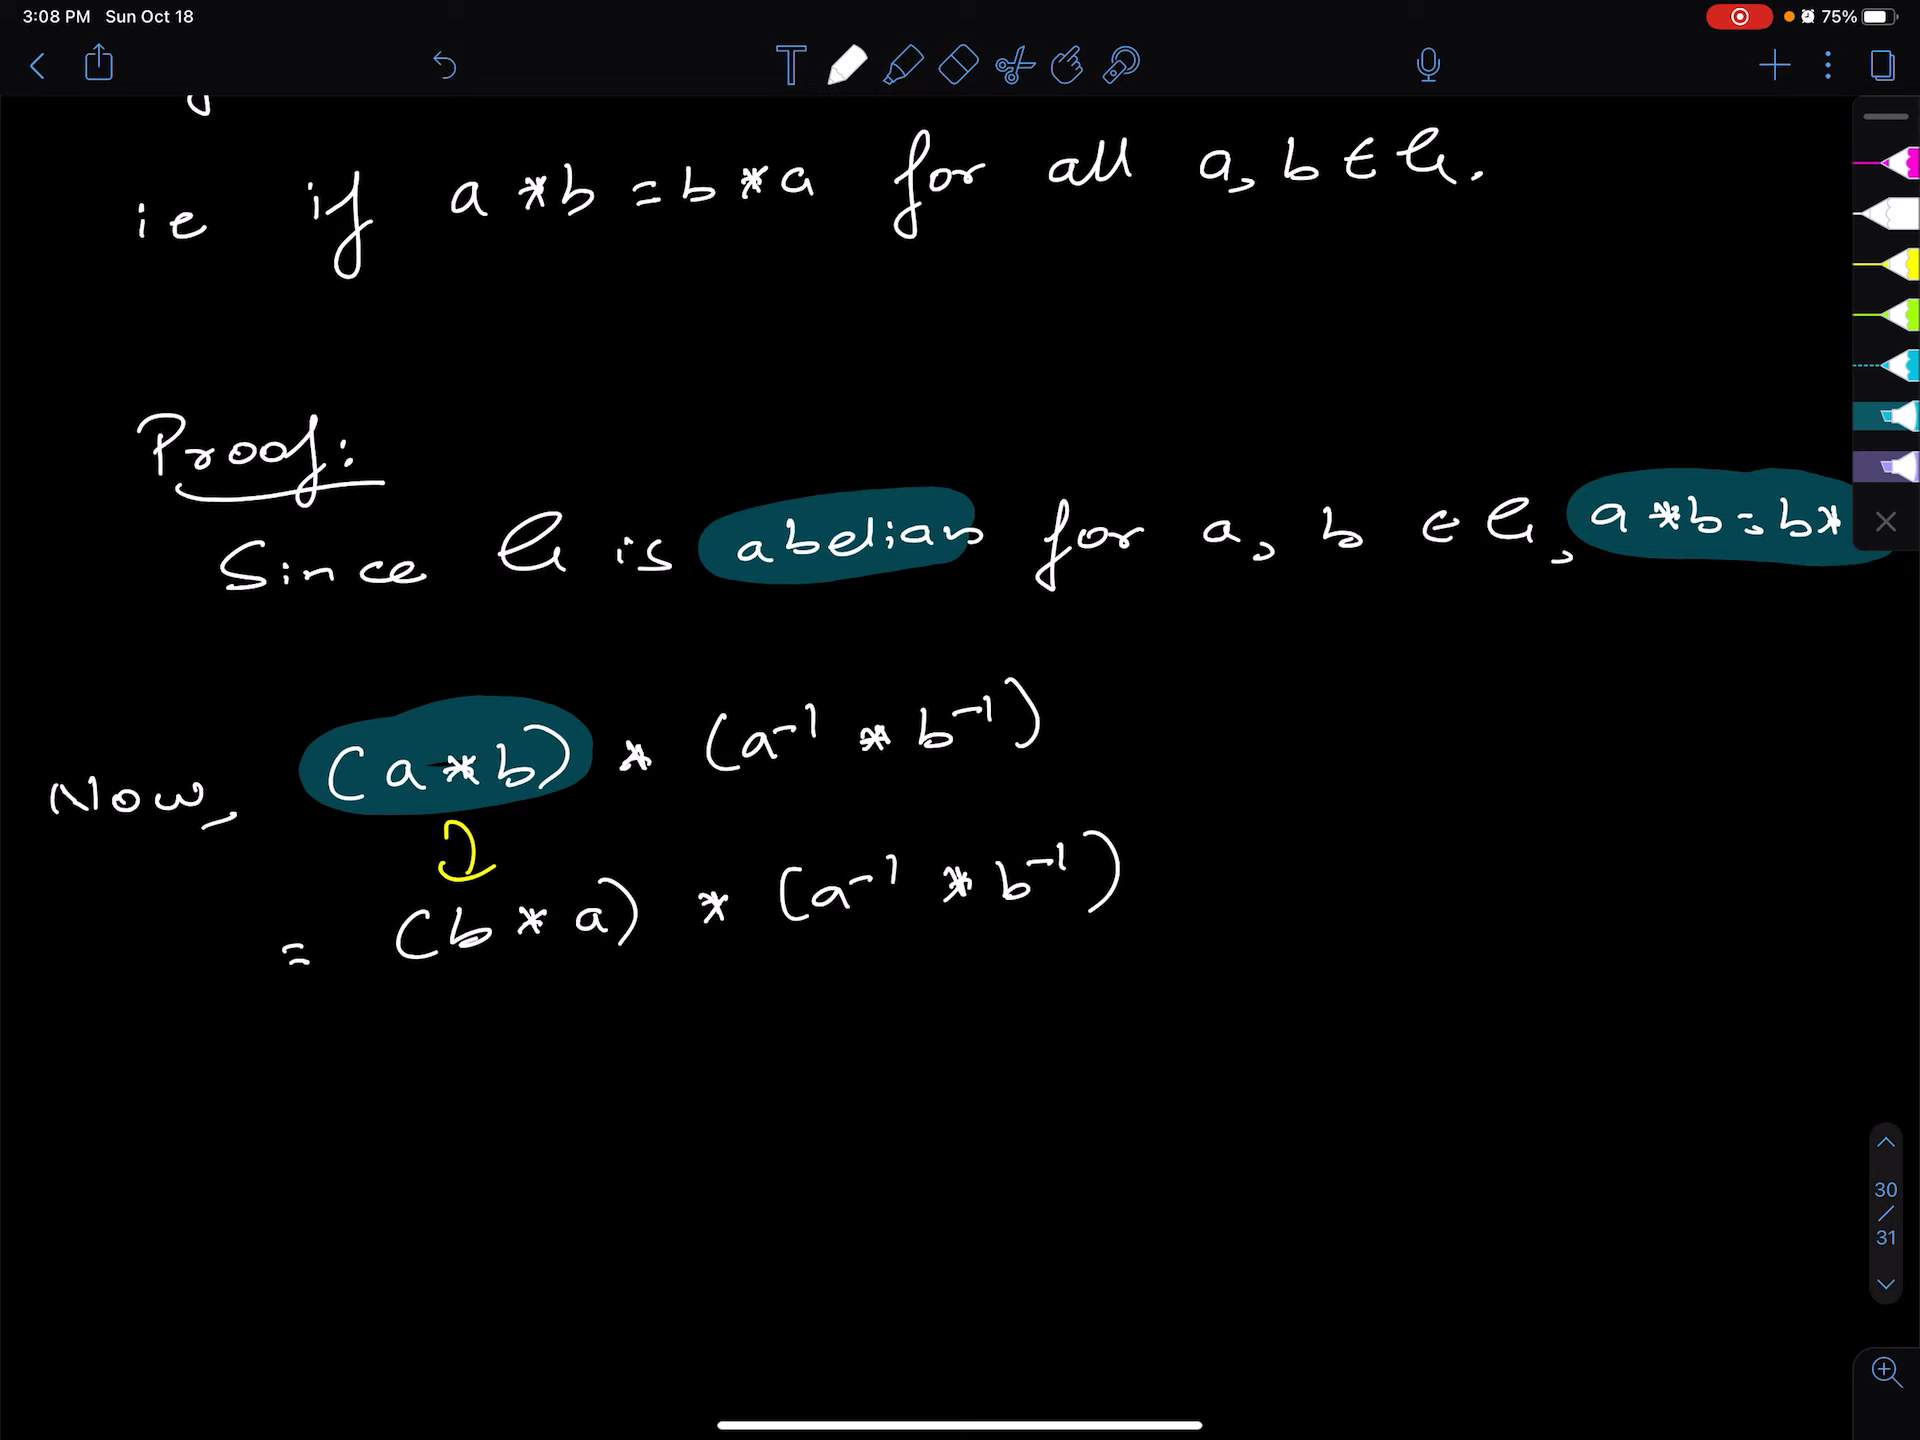 3:08 PM Sun Oct 18
75%
ie if a * b = b * a for all a, b ∈ G.
Proof:
Since G is abelian for a, b ∈ G, a * b = b *
Now, (a * b) * (a⁻¹ * b⁻¹)
= (b * a) * (a⁻¹ * b⁻¹)
30
/
31